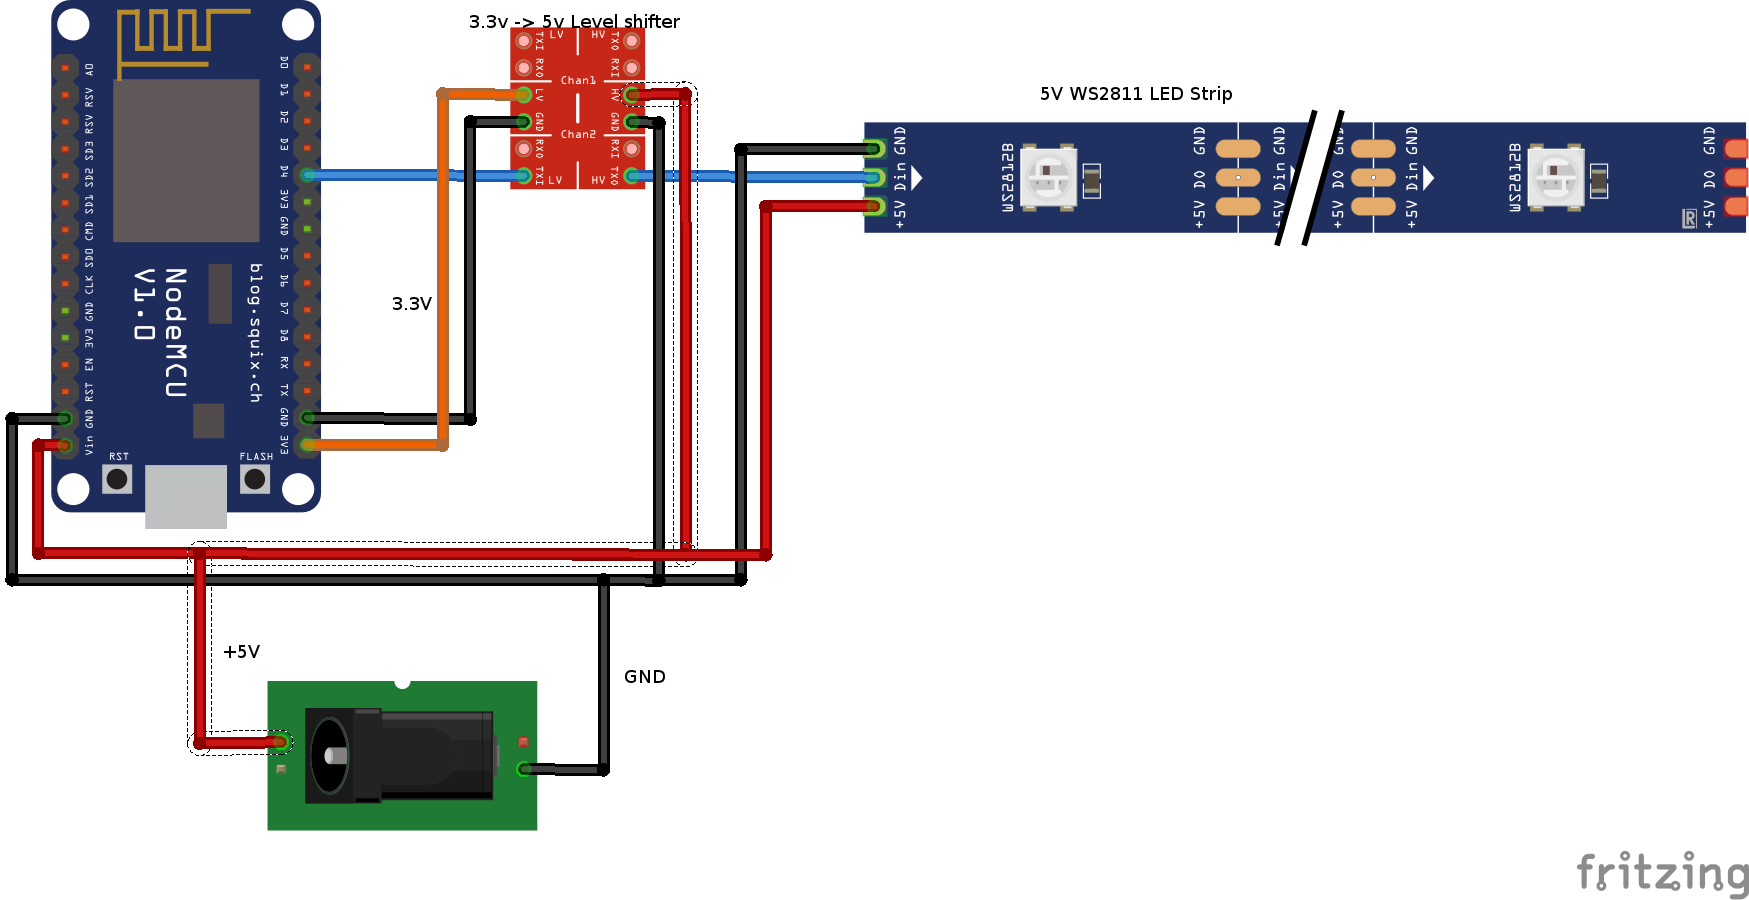 3.3v -> 5v Level shifter
TXI LV HV TXO
RXO RXI
Chan1
LV HV
GND GND
Chan2
RXO RXI
TXI LV HV TXO
A0
RSV
RSV
SD3
SD2
SD1
CMD
SD0
CLK
GND
3V3
EN
RST
GND
Vin
D0
D1
D2
D3
D4
3V3
GND
D5
D6
D7
D8
RX
TX
GND
3V3
NodeMCU
V1.0
blog.squix.ch
RST
FLASH
3.3V
5V WS2811 LED Strip
+5V Din GND
WS2812B
+5V DO GND
+5V Din GND
+5V DO
+5V Din GND
WS2812B
+5V DO GND
+5V
GND
fritzing